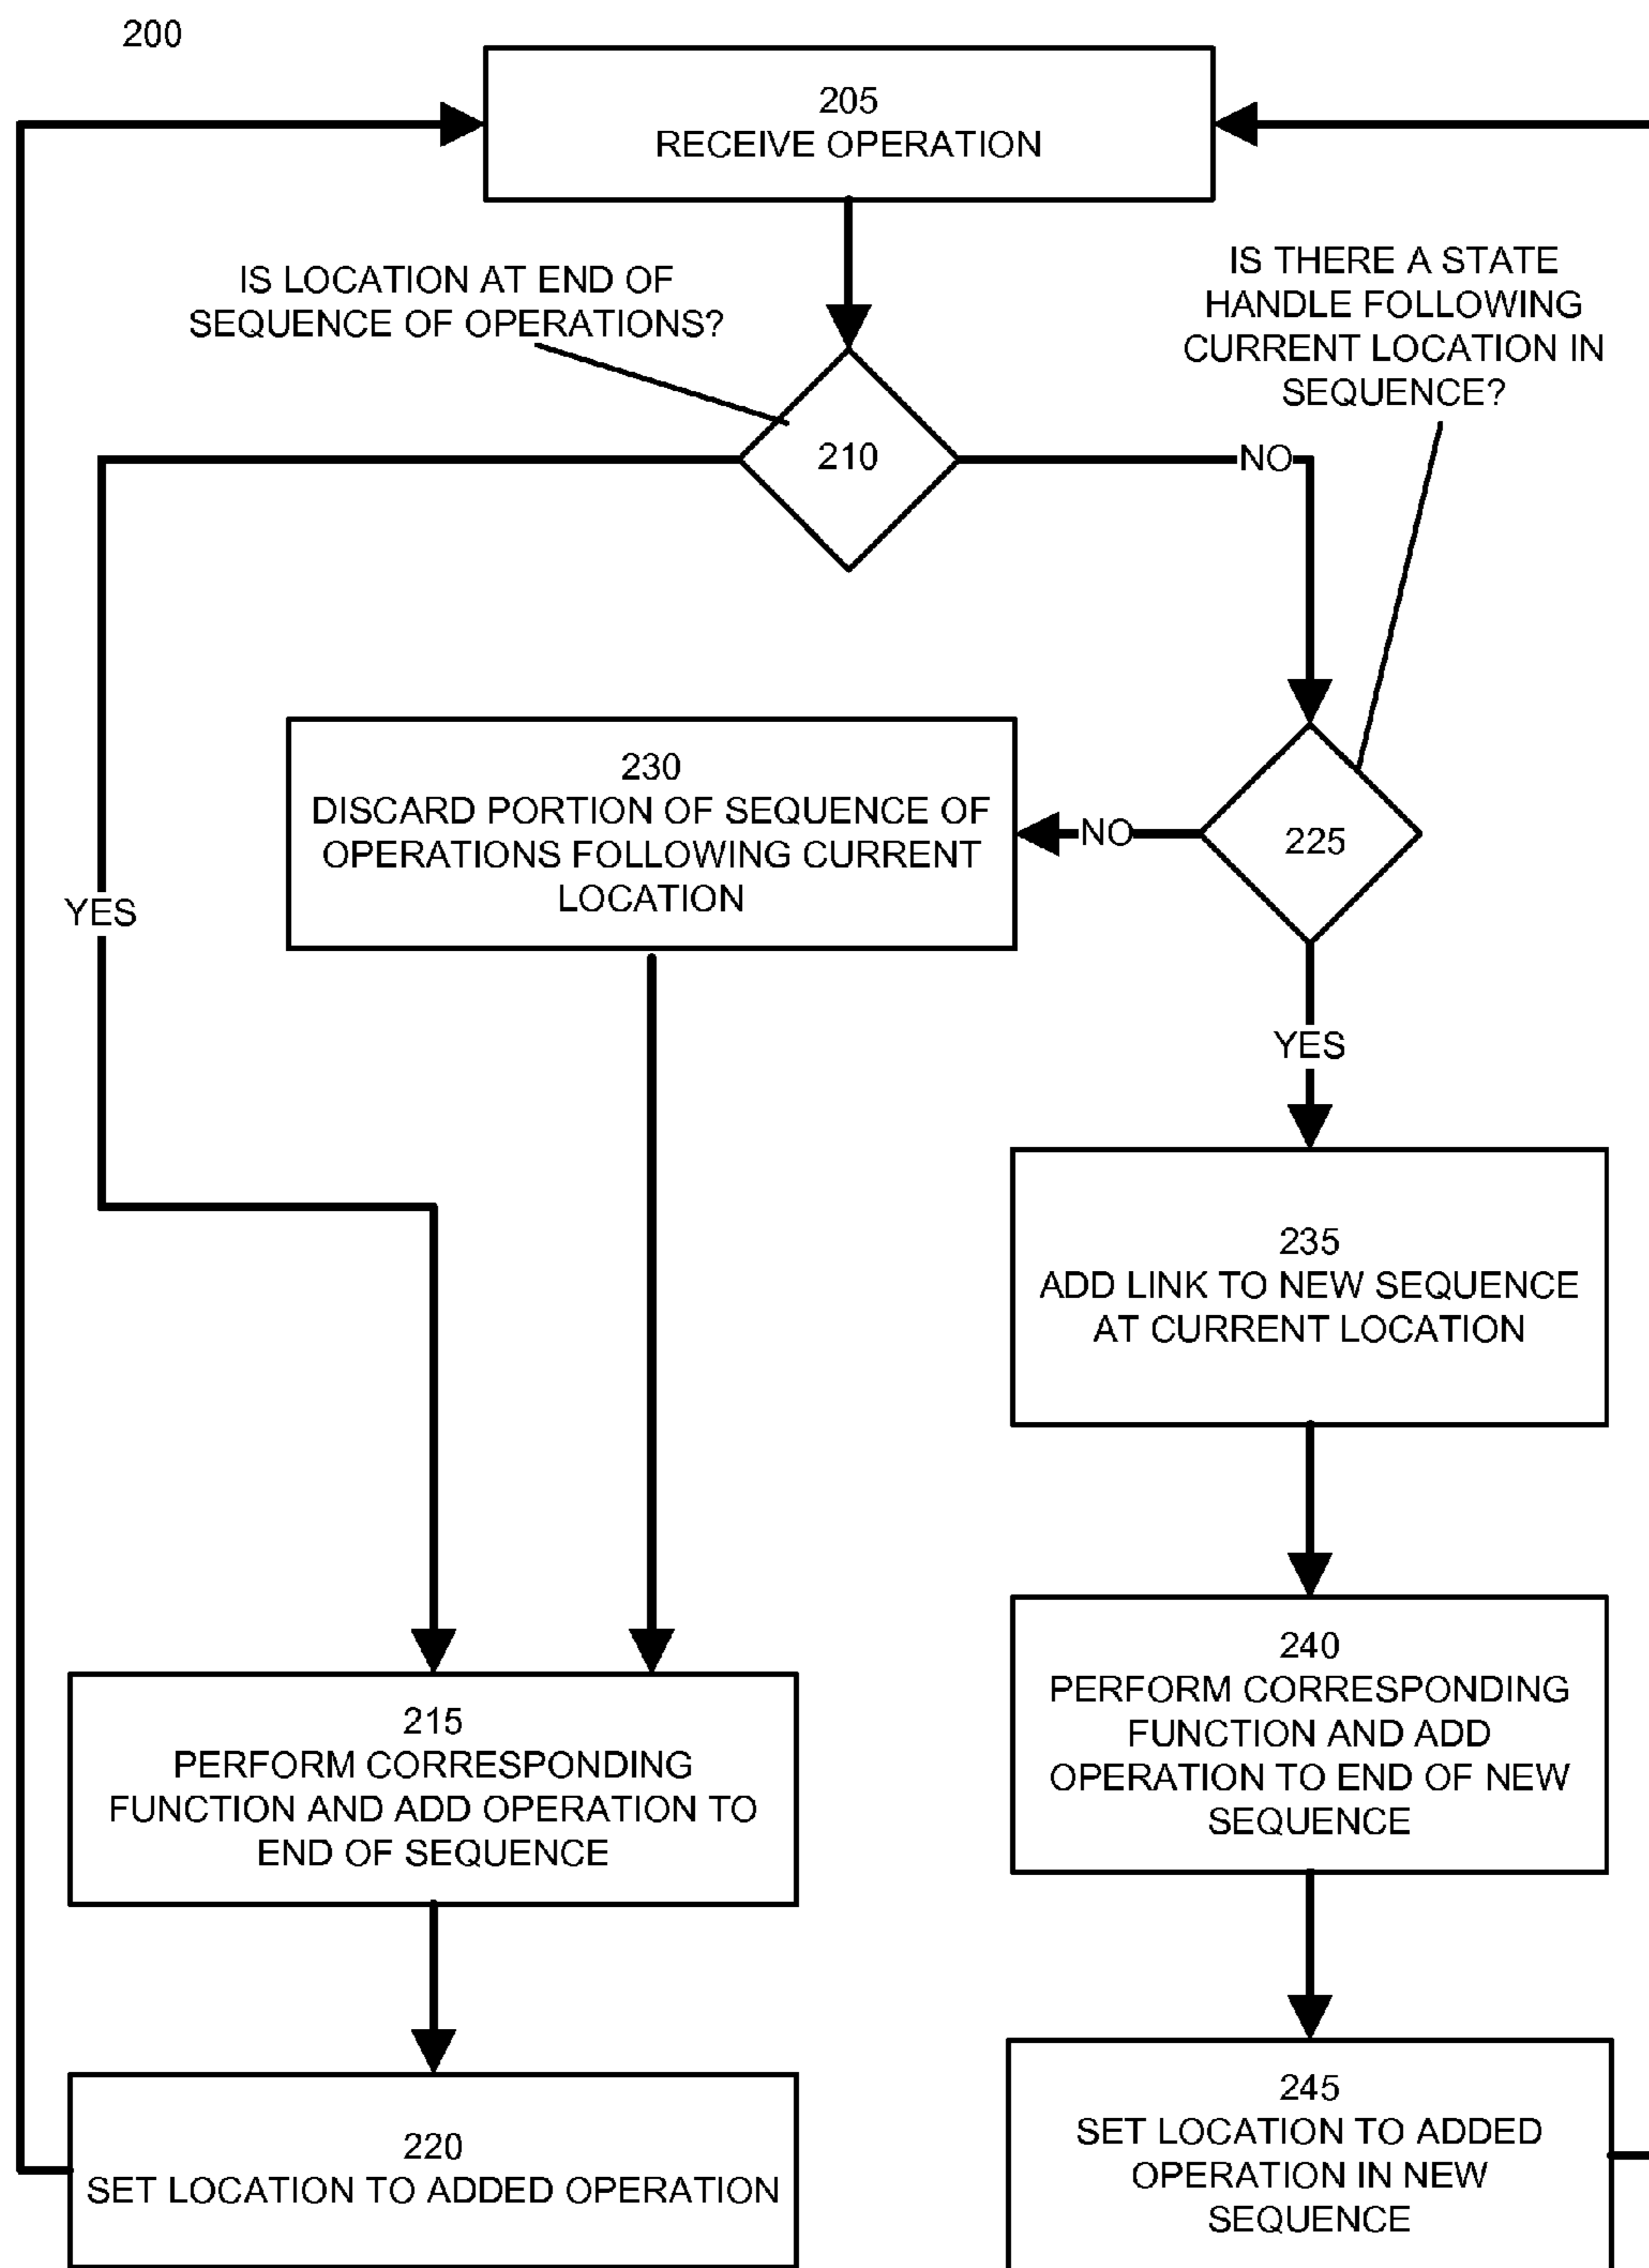 200
205
RECEIVE OPERATION
IS LOCATION AT END OF
SEQUENCE OF OPERATIONS?
IS THERE A STATE
HANDLE FOLLOWING
CURRENT LOCATION IN
SEQUENCE?
210
NO
230
DISCARD PORTION OF SEQUENCE OF
OPERATIONS FOLLOWING CURRENT
LOCATION
NO
225
YES
YES
235
ADD LINK TO NEW SEQUENCE
AT CURRENT LOCATION
240
PERFORM CORRESPONDING
FUNCTION AND ADD
OPERATION TO END OF NEW
SEQUENCE
215
PERFORM CORRESPONDING
FUNCTION AND ADD OPERATION TO
END OF SEQUENCE
220
SET LOCATION TO ADDED OPERATION
245
SET LOCATION TO ADDED
OPERATION IN NEW
SEQUENCE